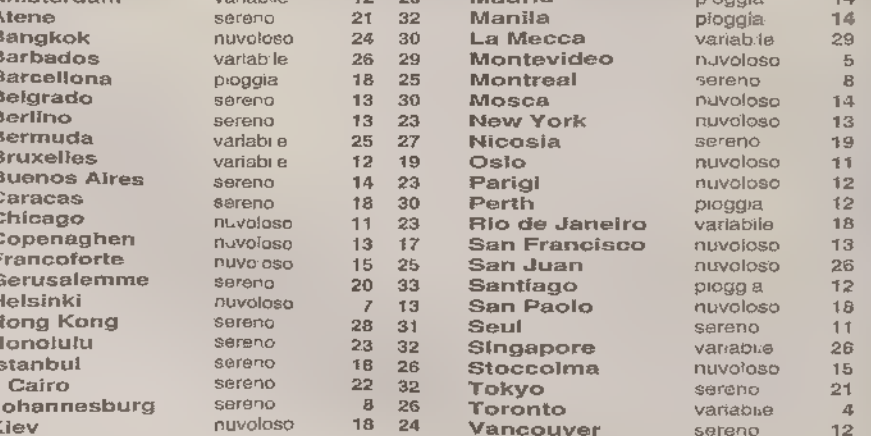 variabile 12
Atene sereno 21 32
Bangkok nuvoloso 24 30
Barbados variabile 26 29
Barcellona pioggia 18 25
Belgrado sereno 13 30
Berlino sereno 13 23
Bermuda variabile 25 27
Bruxelles variabile 12 19
Buenos Aires sereno 14 23
Caracas sereno 18 30
Chicago nuvoloso 11 23
Copenaghen nuvoloso 13 17
Francoforte nuvoloso 15 25
Gerusalemme sereno 20 33
Helsinki nuvoloso 7 13
Hong Kong sereno 28 31
Honolulu sereno 23 32
Istanbul sereno 16 26
Cairo sereno 22 32
Johannesburg sereno 8 26
Kiev nuvoloso 18 24
pioggia 14
Manila pioggia 14
La Mecca variabile 29
Montevideo nuvoloso 5
Montreal sereno 8
Mosca nuvoloso 14
New York nuvoloso 13
Nicosia sereno 19
Oslo nuvoloso 11
Parigi nuvoloso 12
Perth pioggia 12
Rio de Janeiro variabile 18
San Francisco nuvoloso 13
San Juan nuvoloso 26
Santiago pioggia 12
San Paolo nuvoloso 18
Seul sereno 11
Singapore variabile 26
Stoccolma nuvoloso 15
Tokyo sereno 21
Toronto variabile 4
Vancouver sereno 12